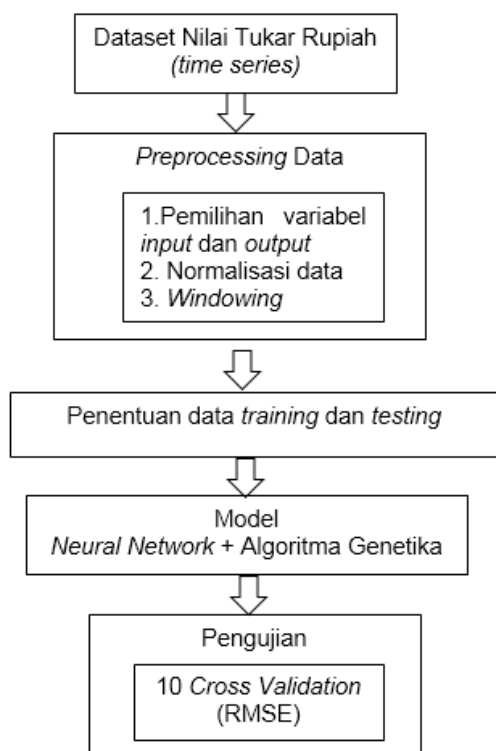 Dataset Nilai Tukar Rupiah
(time series)
Preprocessing Data
1.Pemilihan variabel
input dan output
2. Normalisasi data
3. Windowing
Penentuan data training dan testing
Model
Neural Network + Algoritma Genetika
Pengujian
10 Cross Validation
(RMSE)